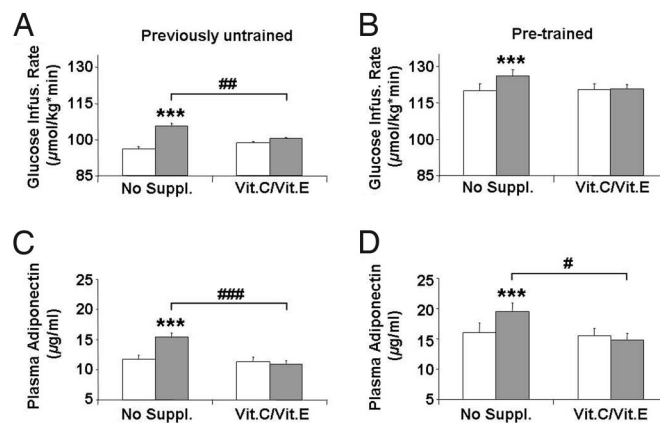 A
Previously untrained
Glucose Infus. Rate
(µmol/kg*min)
130
115
100
85
***
##
No Suppl.
Vit.C/Vit.E
B
Pre-trained
Glucose Infus. Rate
(µmol/kg*min)
130
115
100
85
***
No Suppl.
Vit.C/Vit.E
C
Plasma Adiponectin
(µg/ml)
25
20
15
10
5
***
###
No Suppl.
Vit.C/Vit.E
D
Plasma Adiponectin
(µg/ml)
25
20
15
10
5
***
#
No Suppl.
Vit.C/Vit.E